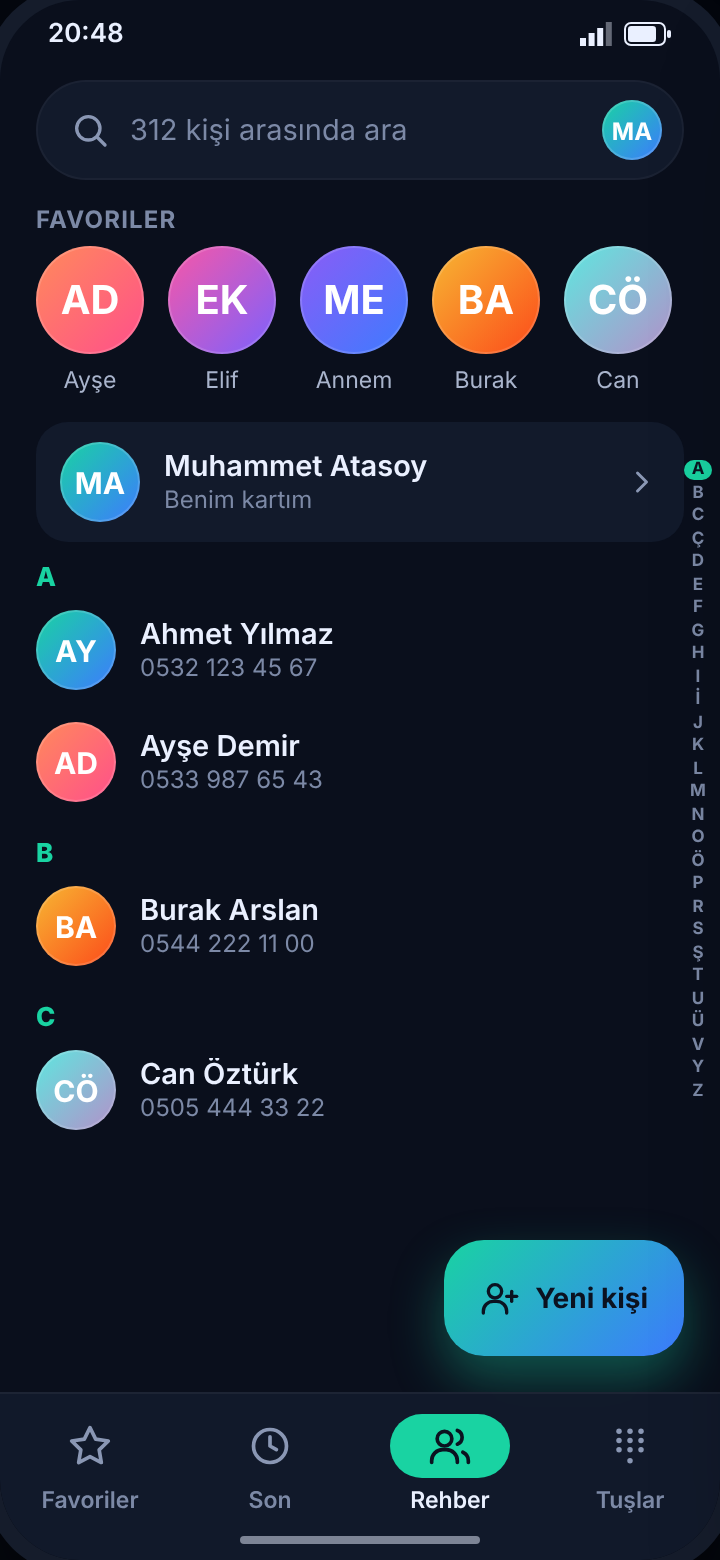 20:48
312 kişi arasında ara
MA
FAVORILER
AD
EK
ME
BA
CÖ
Ayşe
Elif
Annem
Burak
Can
MA
Muhammet Atasoy
Benim kartım
A
AY
Ahmet Yılmaz
0532 123 45 67
AD
Ayşe Demir
0533 987 65 43
B
BA
Burak Arslan
0544 222 11 00
C
CÖ
Can Öztürk
0505 444 33 22
A
B
C
Ç
D
E
F
G
H
I
İ
J
K
L
M
N
O
Ö
P
R
S
Ş
T
U
Ü
V
Y
Z
Yeni kişi
Favoriler
Son
Rehber
Tuşlar